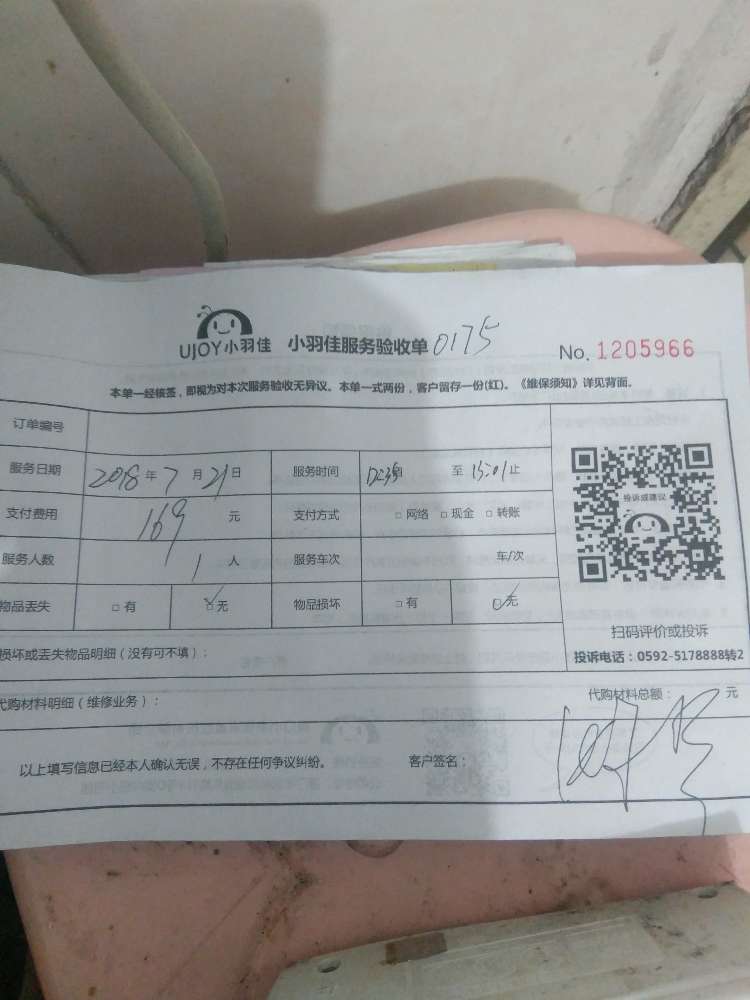 UJOY小羽佳 小羽佳服务验收单 0175 No. 1205966
本单一经核签，即视为对本次服务验收无异议。本单一式两份，客户留存一份(红)。《维保须知》详见背面。
订单编号
服务日期 2018年7月21日 服务时间 至 15:01止
支付费用 169 元 支付方式 □网络 □现金 □转账
服务人数 1 人 服务车次 车/次
物品丢失 □有 □无 物品损坏 □有 □无
投诉或建议
扫码评价或投诉
投诉电话：0592-5178888转2
损坏或丢失物品明细（没有可不填）：
代购材料明细（维修业务）： 代购材料总额： 元
以上填写信息已经本人确认无误，不存在任何争议纠纷。 客户签名：